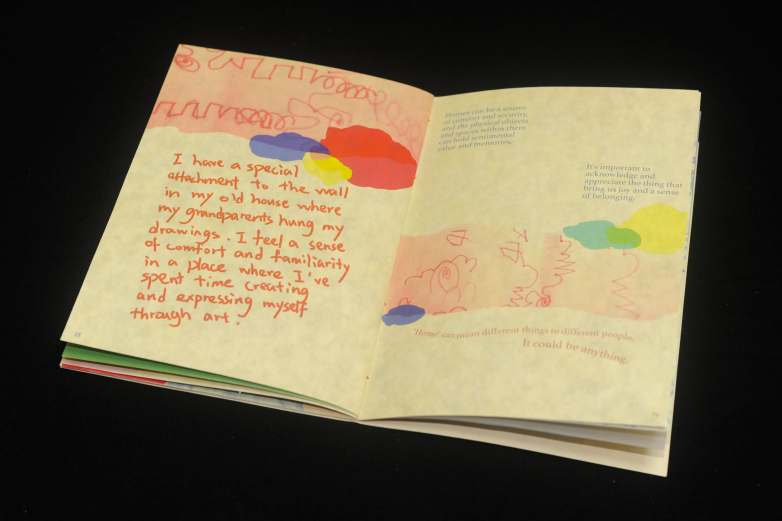 I have a special
attachment to the wall
in my old house where
my grandparents hung my
drawings. I feel a sense
of comfort and familiarity
in a place where I've
spent time creating
and expressing myself
through art.
Homes can be a source
of comfort and security,
and the physical objects
and spaces within them
can hold sentimental
value and memories.
It's important to
acknowledge and
appreciate the thing that
bring us joy and a sense
of belonging.
'Home' can mean different things to different people.
It could be anything.